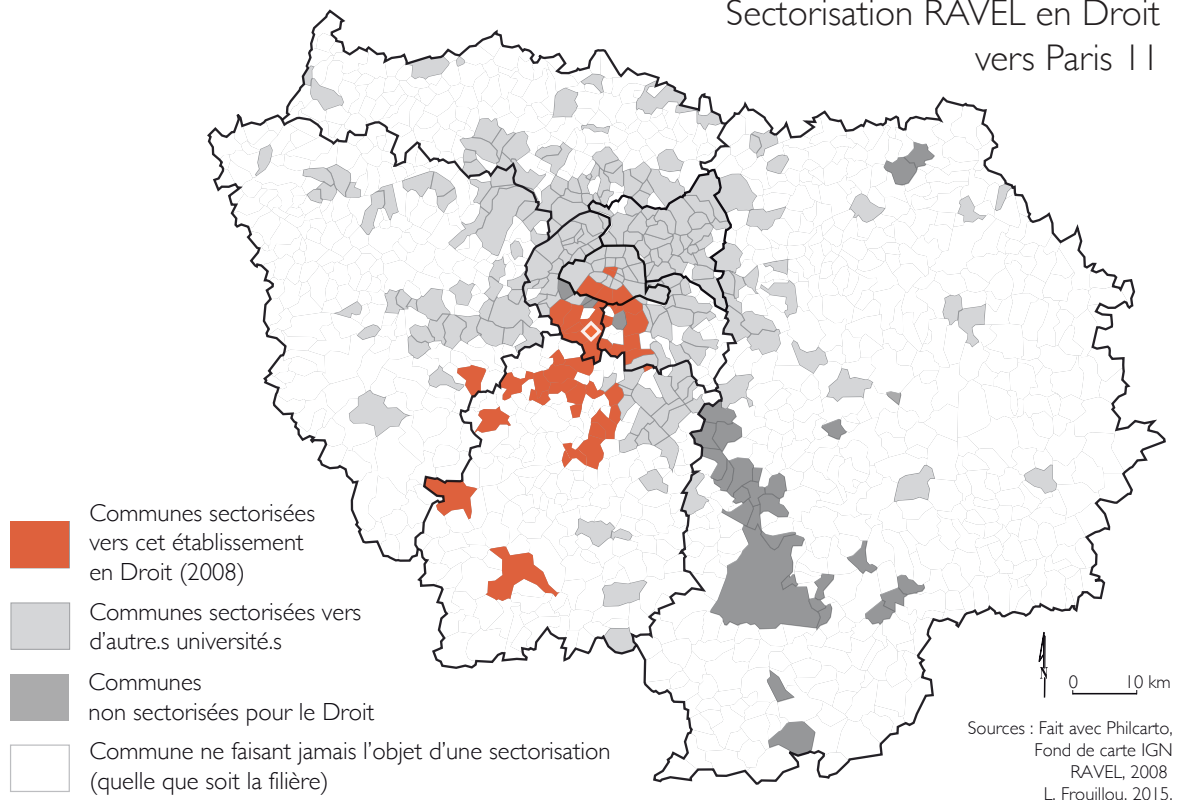 Sectorisation RAVEL en Droit
vers Paris 11
Communes sectorisées
vers cet établissement
en Droit (2008)
Communes sectorisées vers
d'autre.s université.s
Communes
non sectorisées pour le Droit
Commune ne faisant jamais l'objet d'une sectorisation
(quelle que soit la filière)
N
0 10 km
Sources : Fait avec Philcarto,
Fond de carte IGN
RAVEL, 2008
L. Frouillou, 2015.